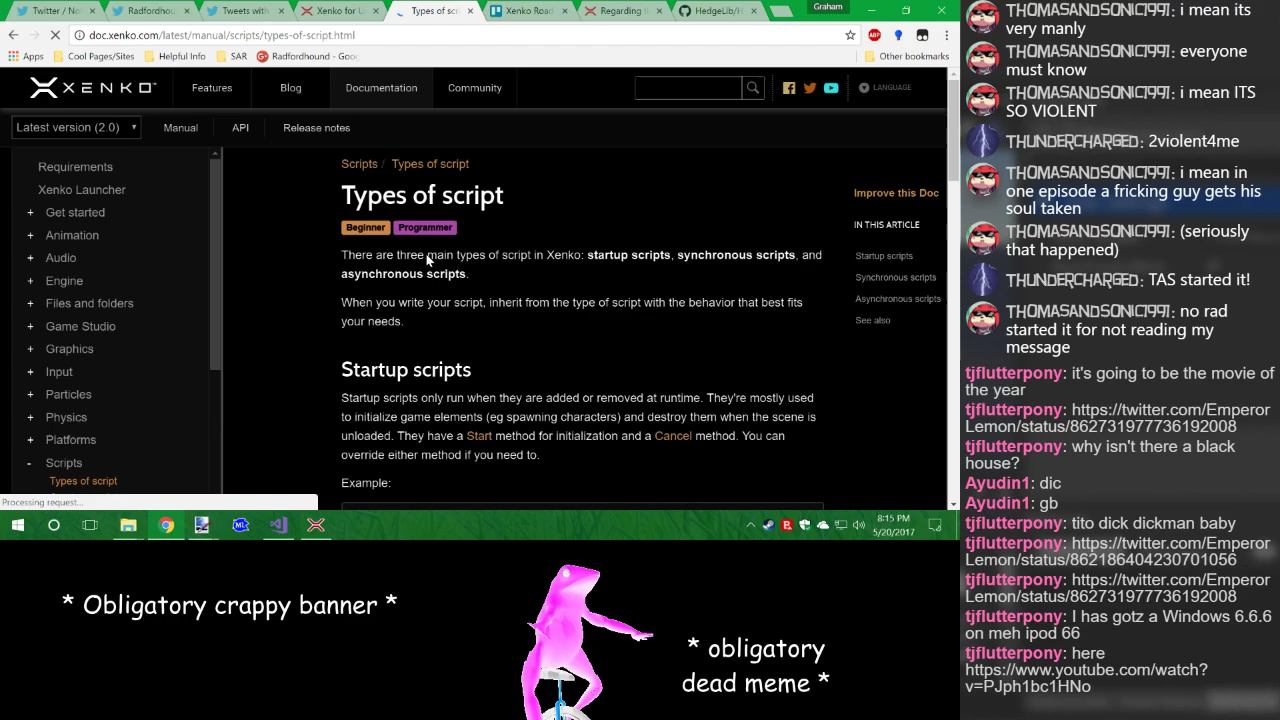 Twitter / No
Radfordhou
Tweets with
Xenko for U
Types of scri
Xenko Road
Regarding I
HedgeLib/H
Graham
doc.xenko.com/latest/manual/scripts/types-of-script.html
ABP
Apps
Cool Pages/Sites
Helpful Info
SAR
Radfordhound - Goo
Other bookmarks
XENKO
Features
Blog
Documentation
Community
LANGUAGE
Latest version (2.0)
Manual
API
Release notes
Requirements
Xenko Launcher
+ Get started
+ Animation
+ Audio
+ Engine
+ Files and folders
+ Game Studio
+ Graphics
+ Input
+ Particles
+ Physics
+ Platforms
- Scripts
Types of script
Scripts / Types of script
Types of script
Beginner Programmer
There are three main types of script in Xenko: startup scripts, synchronous scripts, and
asynchronous scripts.
When you write your script, inherit from the type of script with the behavior that best fits
your needs.
Startup scripts
Startup scripts only run when they are added or removed at runtime. They're mostly used
to initialize game elements (eg spawning characters) and destroy them when the scene is
unloaded. They have a Start method for initialization and a Cancel method. You can
override either method if you need to.
Example:
Improve this Doc
IN THIS ARTICLE
Startup scripts
Synchronous scripts
Asynchronous scripts
See also
Processing request...
8:15 PM
5/20/2017
* Obligatory crappy banner *
* obligatory
dead meme *
THOMASANDSONIC1991: i mean its
very manly
THOMASANDSONIC1991: everyone
must know
THOMASANDSONIC1991: i mean ITS
SO VIOLENT
THUNDERCHARGED: 2violent4me
THOMASANDSONIC1991: i mean in
one episode a fricking guy gets his
soul taken
THOMASANDSONIC1991: (seriously
that happened)
THUNDERCHARGED: TAS started it!
THOMASANDSONIC1991: no rad
started it for not reading my
message
tjflutterpony: it's going to be the movie of
the year
tjflutterpony: https://twitter.com/Emperor
Lemon/status/862731977736192008
tjflutterpony: why isn't there a black
house?
Ayudin1: dic
Ayudin1: gb
tjflutterpony: tito dick dickman baby
tjflutterpony: https://twitter.com/Emperor
Lemon/status/862186404230701056
tjflutterpony: https://twitter.com/Emperor
Lemon/status/862731977736192008
tjflutterpony: I has gotz a Windows 6.6.6
on meh ipod 66
tjflutterpony: here
https://www.youtube.com/watch?
v=PJph1bc1HNo